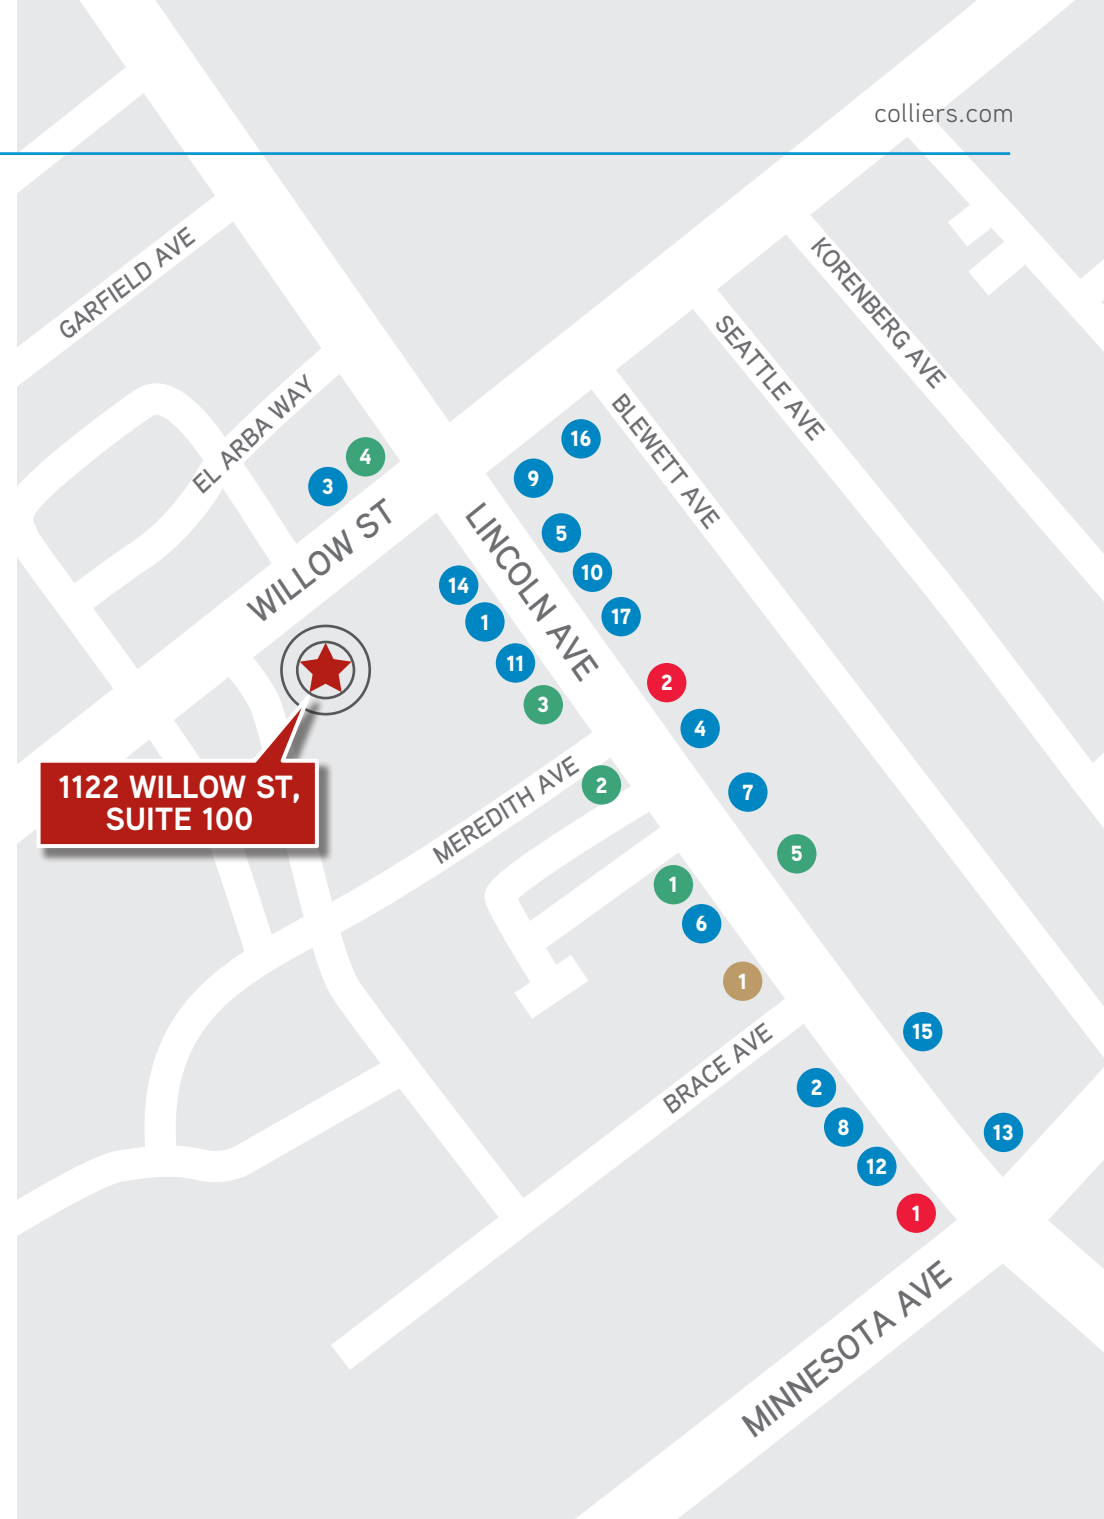 colliers.com
GARFIELD AVE
KORENBERG AVE
SEATTLE AVE
EL ARBA WAY
BLEWETT AVE
16
4
9
3
WILLOW ST
LINCOLN AVE
5
10
14
17
1
11
2
3
4
1122 WILLOW ST,
SUITE 100
MEREDITH AVE
2
7
5
1
6
1
15
BRACE AVE
2
8
13
12
1
MINNESOTA AVE